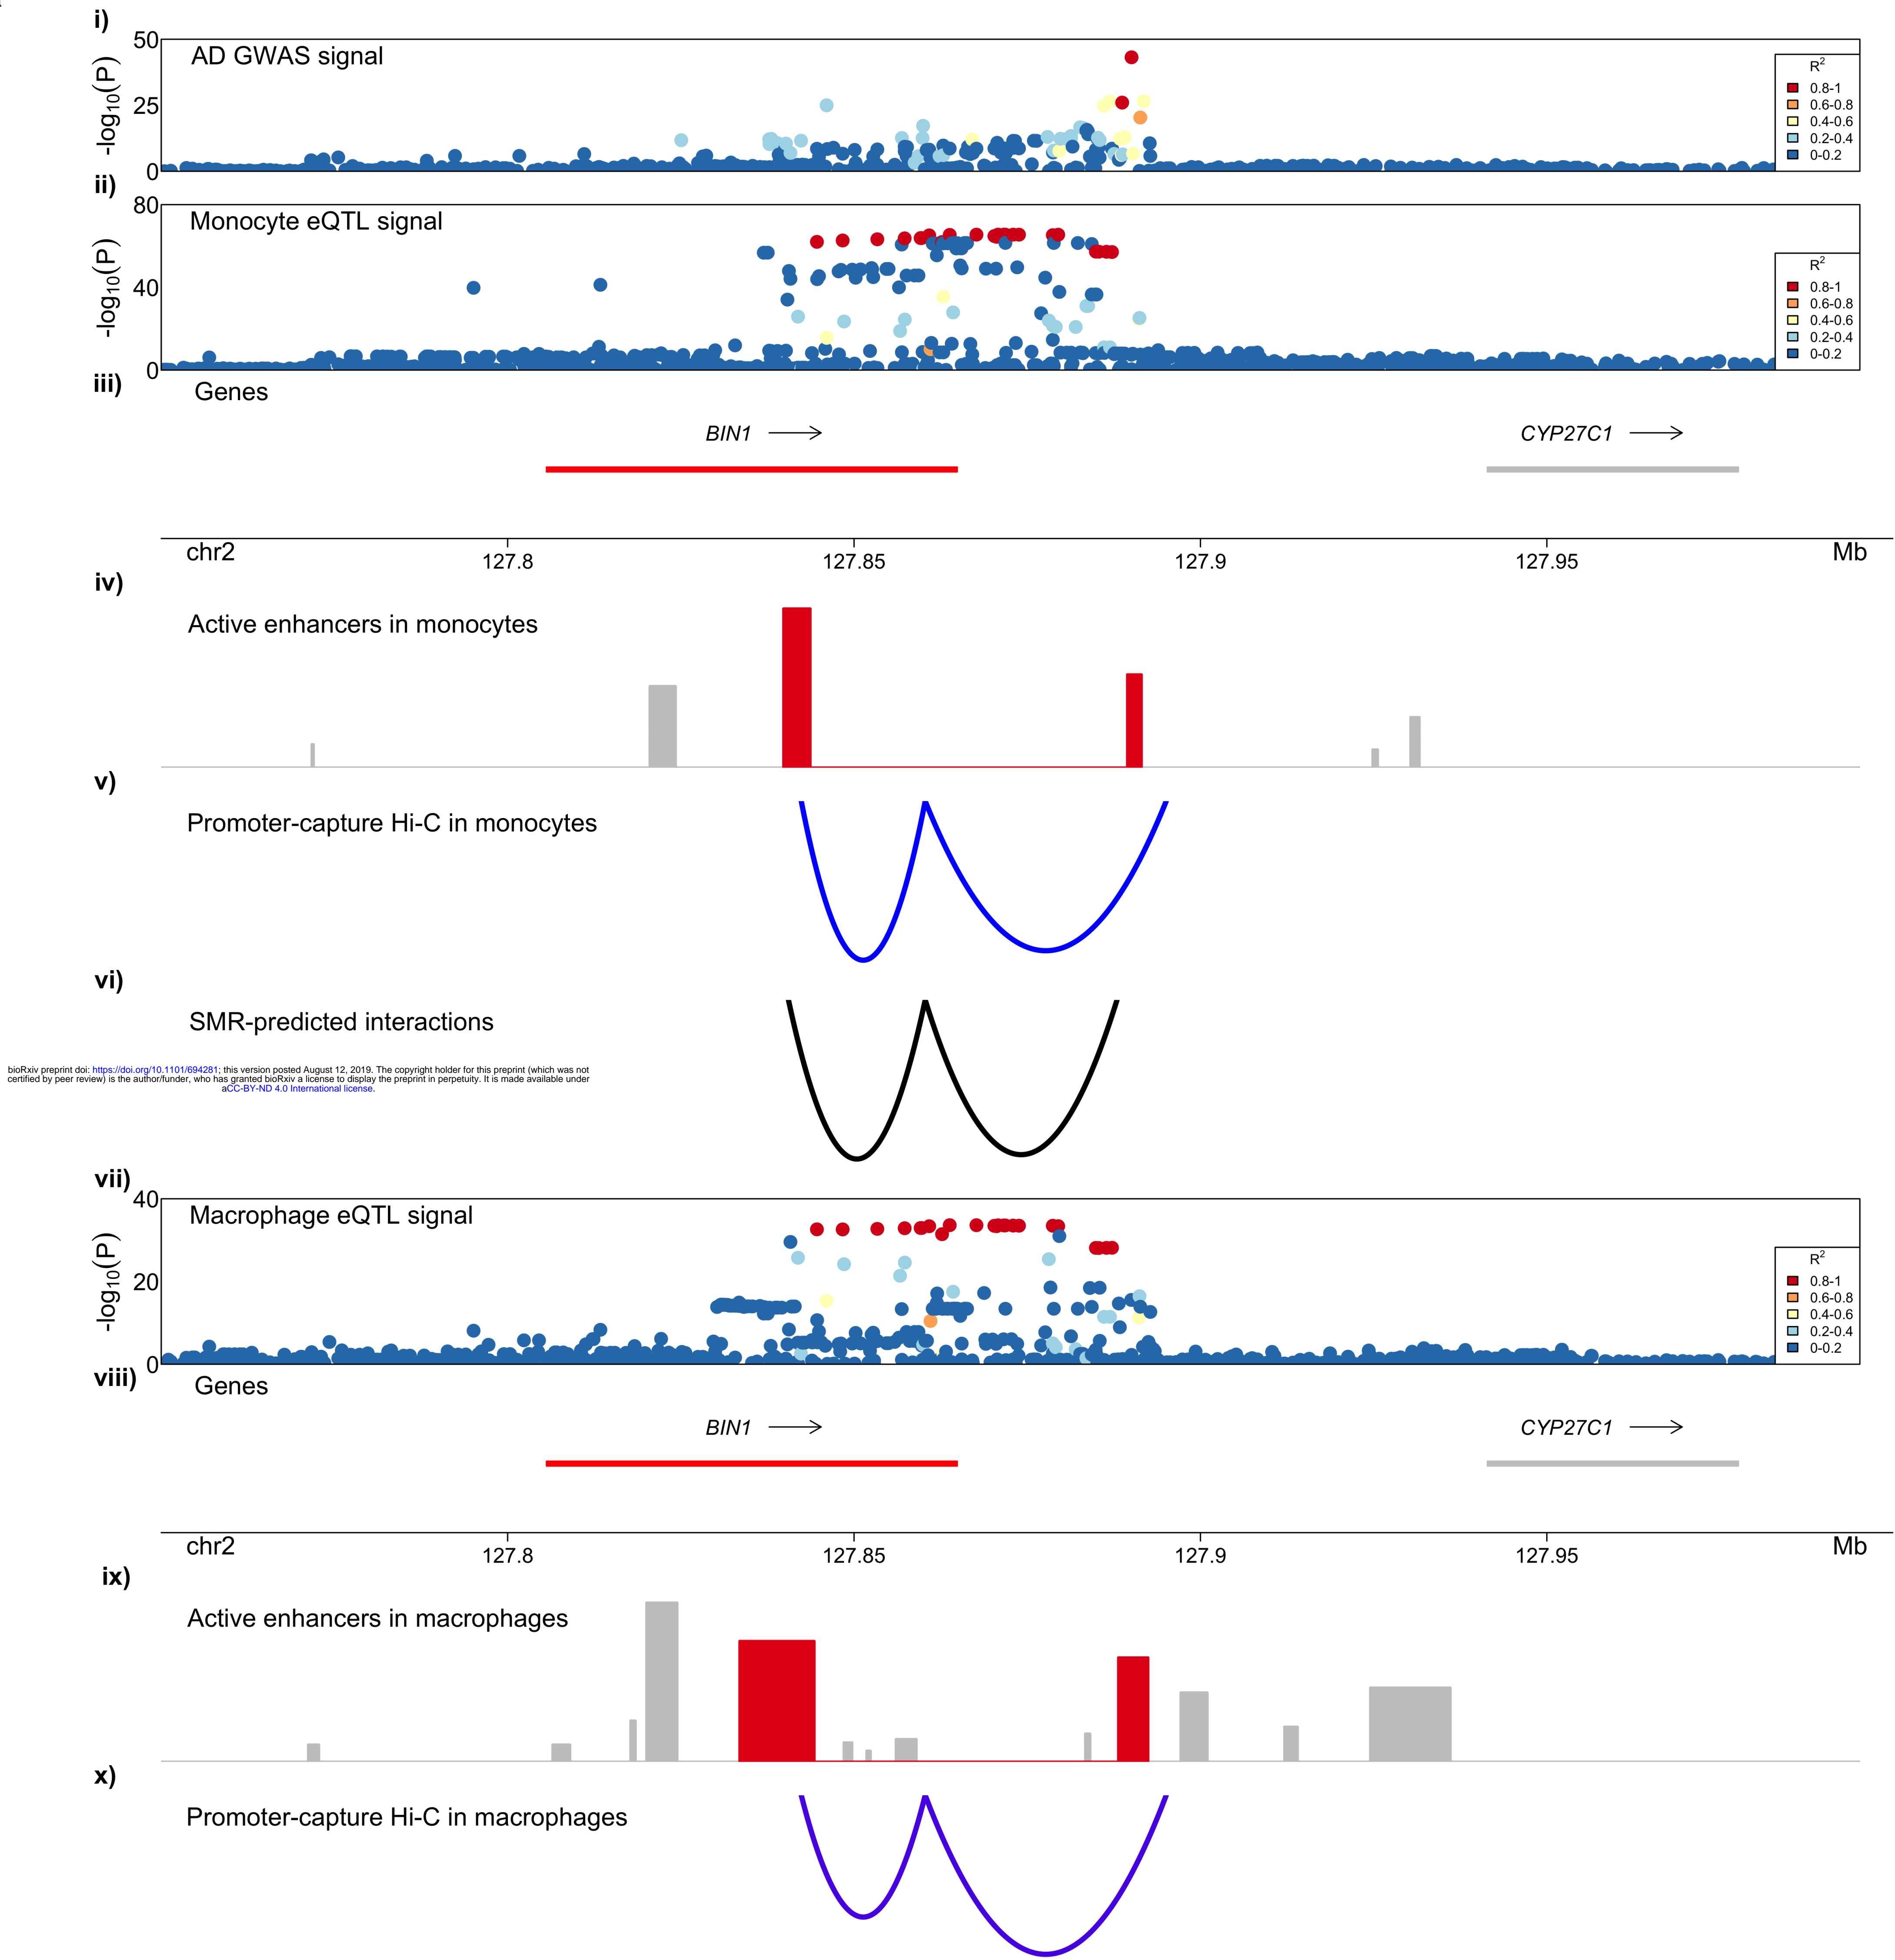 i)
50
AD GWAS signal
-log10(P)
25
0
R2
0.8-1
0.6-0.8
0.4-0.6
0.2-0.4
0-0.2
ii)
80
Monocyte eQTL signal
-log10(P)
40
0
R2
0.8-1
0.6-0.8
0.4-0.6
0.2-0.4
0-0.2
iii)
Genes
BIN1
CYP27C1
chr2
127.8
127.85
127.9
127.95
Mb
iv)
Active enhancers in monocytes
v)
Promoter-capture Hi-C in monocytes
vi)
SMR-predicted interactions
bioRxiv preprint doi: https://doi.org/10.1101/694281; this version posted August 12, 2019. The copyright holder for this preprint (which was not
certified by peer review) is the author/funder, who has granted bioRxiv a license to display the preprint in perpetuity. It is made available under
aCC-BY-ND 4.0 International license.
vii)
40
Macrophage eQTL signal
-log10(P)
20
0
R2
0.8-1
0.6-0.8
0.4-0.6
0.2-0.4
0-0.2
viii)
Genes
BIN1
CYP27C1
chr2
127.8
127.85
127.9
127.95
Mb
ix)
Active enhancers in macrophages
x)
Promoter-capture Hi-C in macrophages